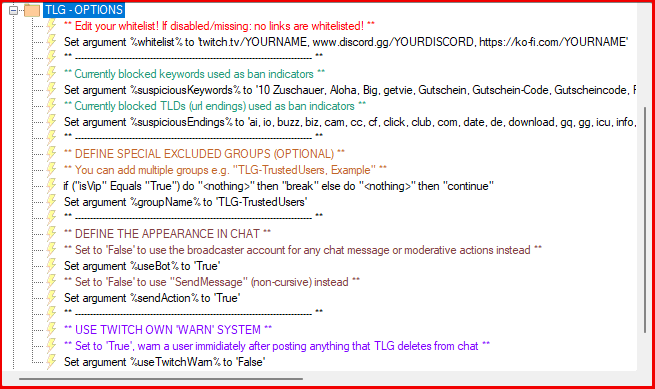 TLG - OPTIONS
** Edit your whitelist! If disabled/missing: no links are whitelisted! **
Set argument %whitelist% to 'twitch.tv/YOURNAME, www.discord.gg/YOURDISCORD, https://ko-fi.com/YOURNAME'
** ------------------------------------------------------------------------------- **
** Currently blocked keywords used as ban indicators **
Set argument %suspiciousKeywords% to '10 Zuschauer, Aloha, Big, getvie, Gutschein, Gutschein-Code, Gutscheincode,
** Currently blocked TLDs (url endings) used as ban indicators **
Set argument %suspiciousEndings% to 'ai, io, buzz, biz, cam, cc, cf, click, club, com, date, de, download, gq, gg, icu, info,
** ------------------------------------------------------------------------------- **
** DEFINE SPECIAL EXCLUDED GROUPS (OPTIONAL) **
** You can add multiple groups e.g. "TLG-TrustedUsers, Example" **
if ("isVip" Equals "True") do "<nothing>" then "break" else do "<nothing>" then "continue"
Set argument %groupName% to 'TLG-TrustedUsers'
** ------------------------------------------------------------------------------- **
** DEFINE THE APPEARANCE IN CHAT **
** Set to 'False' to use the broadcaster account for any chat message or moderative actions instead **
Set argument %useBot% to 'True'
** Set to 'False' to use "SendMessage" (non-cursive) instead **
Set argument %sendAction% to 'True'
** ------------------------------------------------------------------------------- **
** USE TWITCH OWN 'WARN' SYSTEM **
** Set to 'True', warn a user immidiately after posting anything that TLG deletes from chat **
Set argument %useTwitchWarn% to 'False'